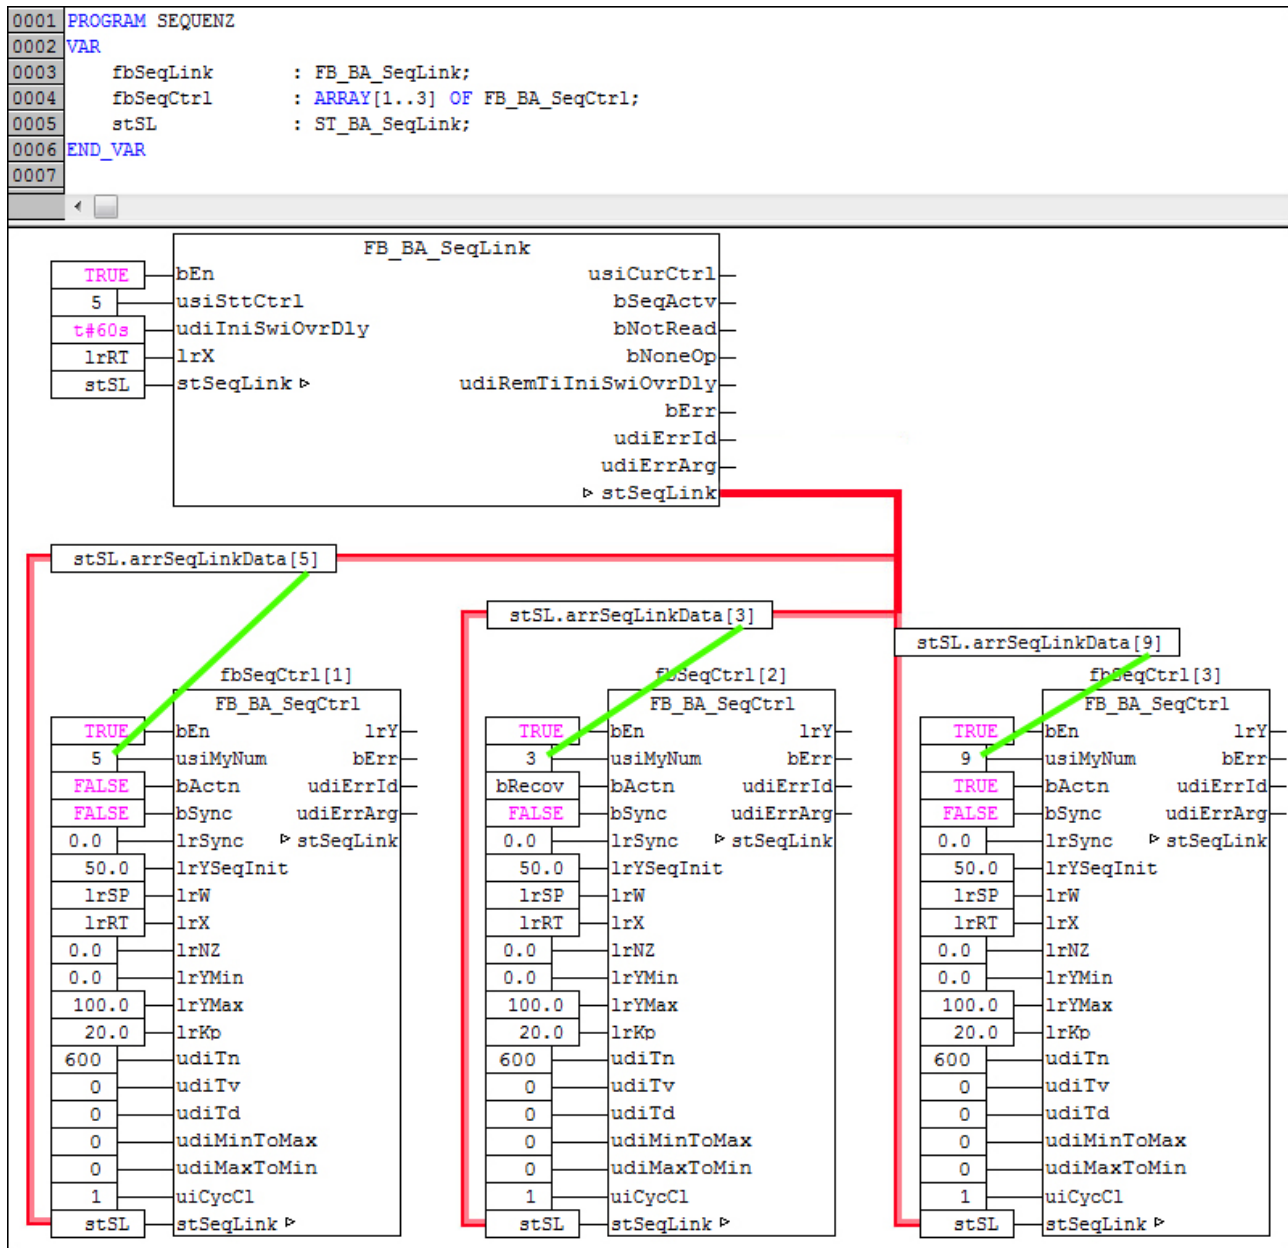 0001 PROGRAM SEQUENZ
0002 VAR
0003 fbSeqLink : FB_BA_SeqLink;
0004 fbSeqCtrl : ARRAY[1..3] OF FB_BA_SeqCtrl;
0005 stSL : ST_BA_SeqLink;
0006 END_VAR
0007
FB_BA_SeqLink
TRUE bEn usiCurCtrl
5 usiSttCtrl bSeqActv
t#60s udiIniSwiOvrDly bNotRead
lrRT lrX bNoneOp
stSL stSeqLink ▷ udiRemTiIniSwiOvrDly
bErr
udiErrId
udiErrArg
▷ stSeqLink
stSL.arrSeqLinkData[5]
stSL.arrSeqLinkData[3]
stSL.arrSeqLinkData[9]
fbSeqCtrl[1]
FB_BA_SeqCtrl
TRUE bEn lrY
5 usiMyNum bErr
FALSE bActn udiErrId
FALSE bSync udiErrArg
0.0 lrSync ▷ stSeqLink
50.0 lrYSeqInit
lrSP lrW
lrRT lrX
0.0 lrNZ
0.0 lrYMin
100.0 lrYMax
20.0 lrKp
600 udiTn
0 udiTv
0 udiTd
0 udiMinToMax
0 udiMaxToMin
1 uiCycCl
stSL stSeqLink ▷
fbSeqCtrl[2]
FB_BA_SeqCtrl
TRUE bEn lrY
3 usiMyNum bErr
bRecov bActn udiErrId
FALSE bSync udiErrArg
0.0 lrSync ▷ stSeqLink
50.0 lrYSeqInit
lrSP lrW
lrRT lrX
0.0 lrNZ
0.0 lrYMin
100.0 lrYMax
20.0 lrKp
600 udiTn
0 udiTv
0 udiTd
0 udiMinToMax
0 udiMaxToMin
1 uiCycCl
stSL stSeqLink ▷
fbSeqCtrl[3]
FB_BA_SeqCtrl
TRUE bEn lrY
9 usiMyNum bErr
TRUE bActn udiErrId
FALSE bSync udiErrArg
0.0 lrSync ▷ stSeqLink
50.0 lrYSeqInit
lrSP lrW
lrRT lrX
0.0 lrNZ
0.0 lrYMin
100.0 lrYMax
20.0 lrKp
600 udiTn
0 udiTv
0 udiTd
0 udiMinToMax
0 udiMaxToMin
1 uiCycCl
stSL stSeqLink ▷